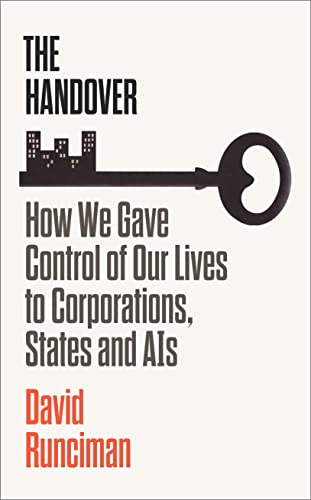 THE
HANDOVER
How We Gave
Control of Our Lives
to Corporations,
States and AIs
David
Runciman